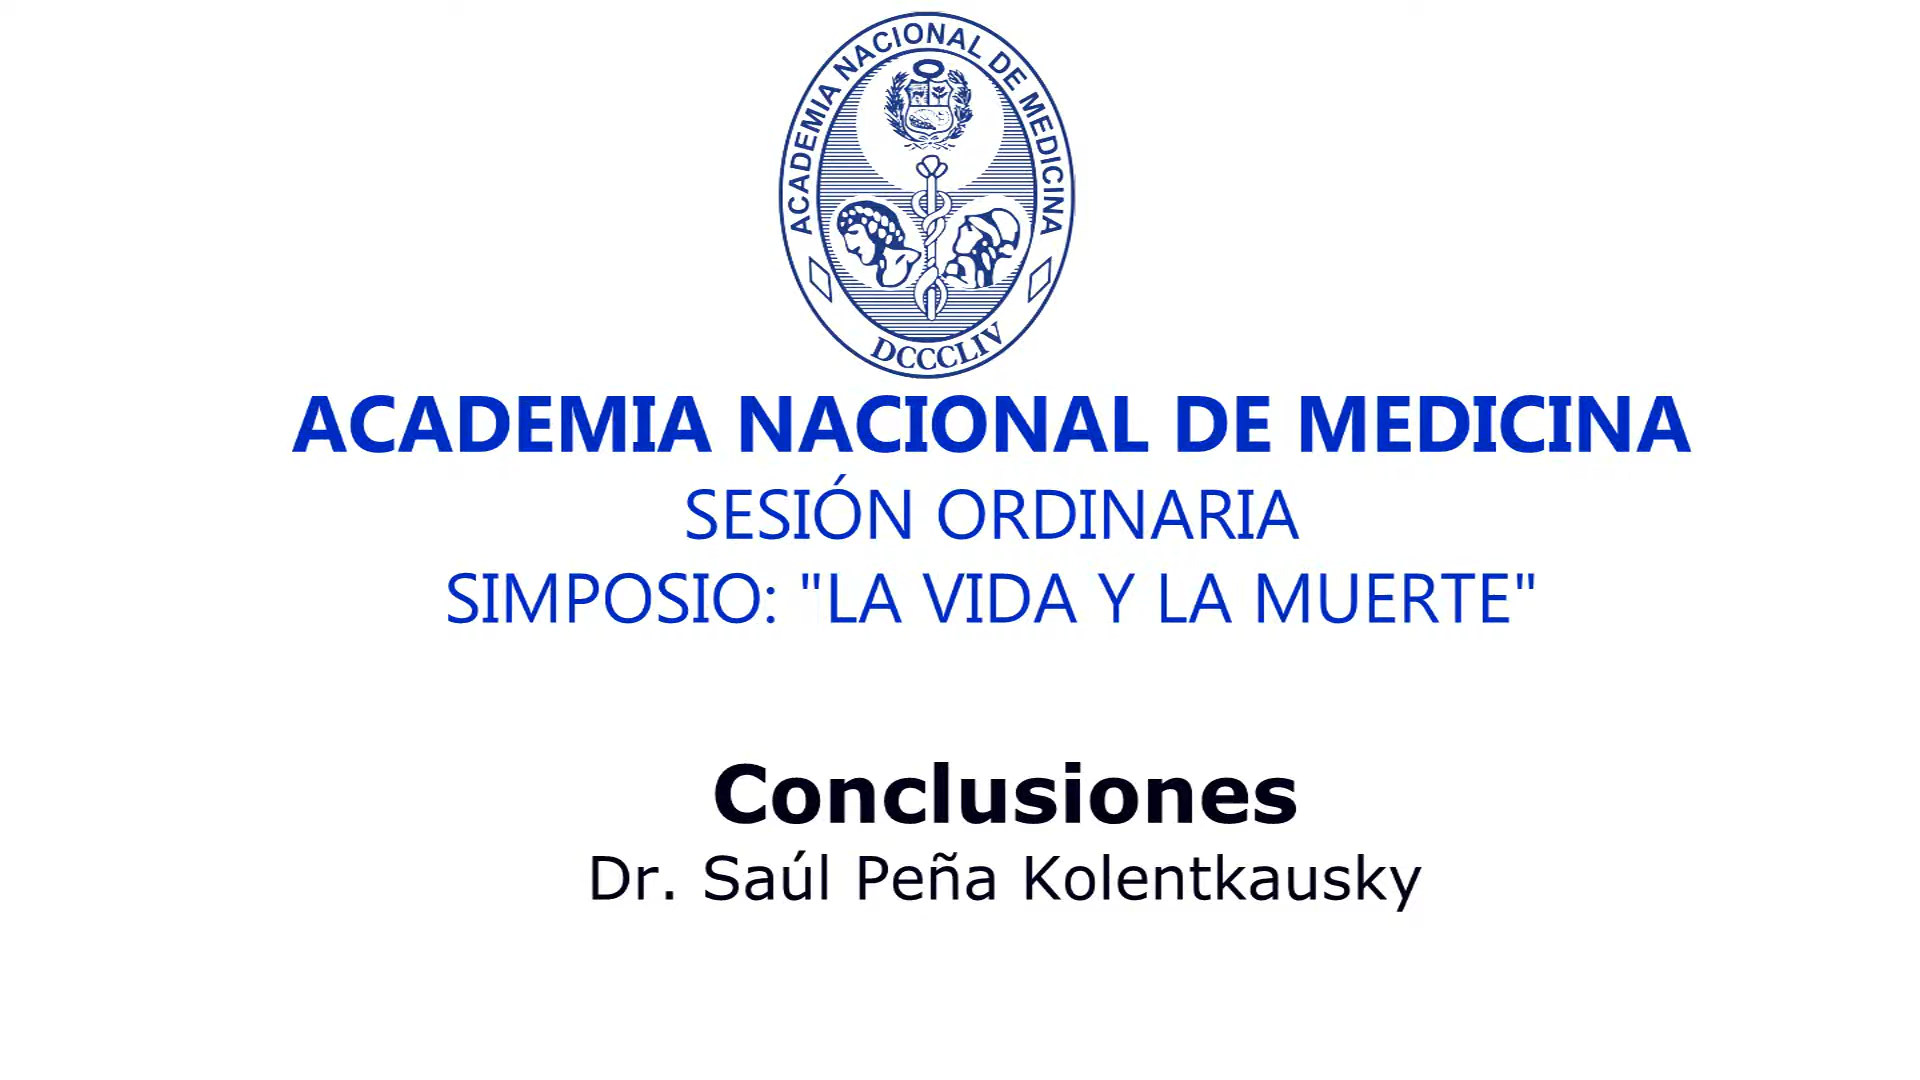 ACADEMIA NACIONAL DE MEDICINA
DCCCLIV
ACADEMIA NACIONAL DE MEDICINA
SESIÓN ORDINARIA
SIMPOSIO: "LA VIDA Y LA MUERTE"
Conclusiones
Dr. Saúl Peña Kolentkausky